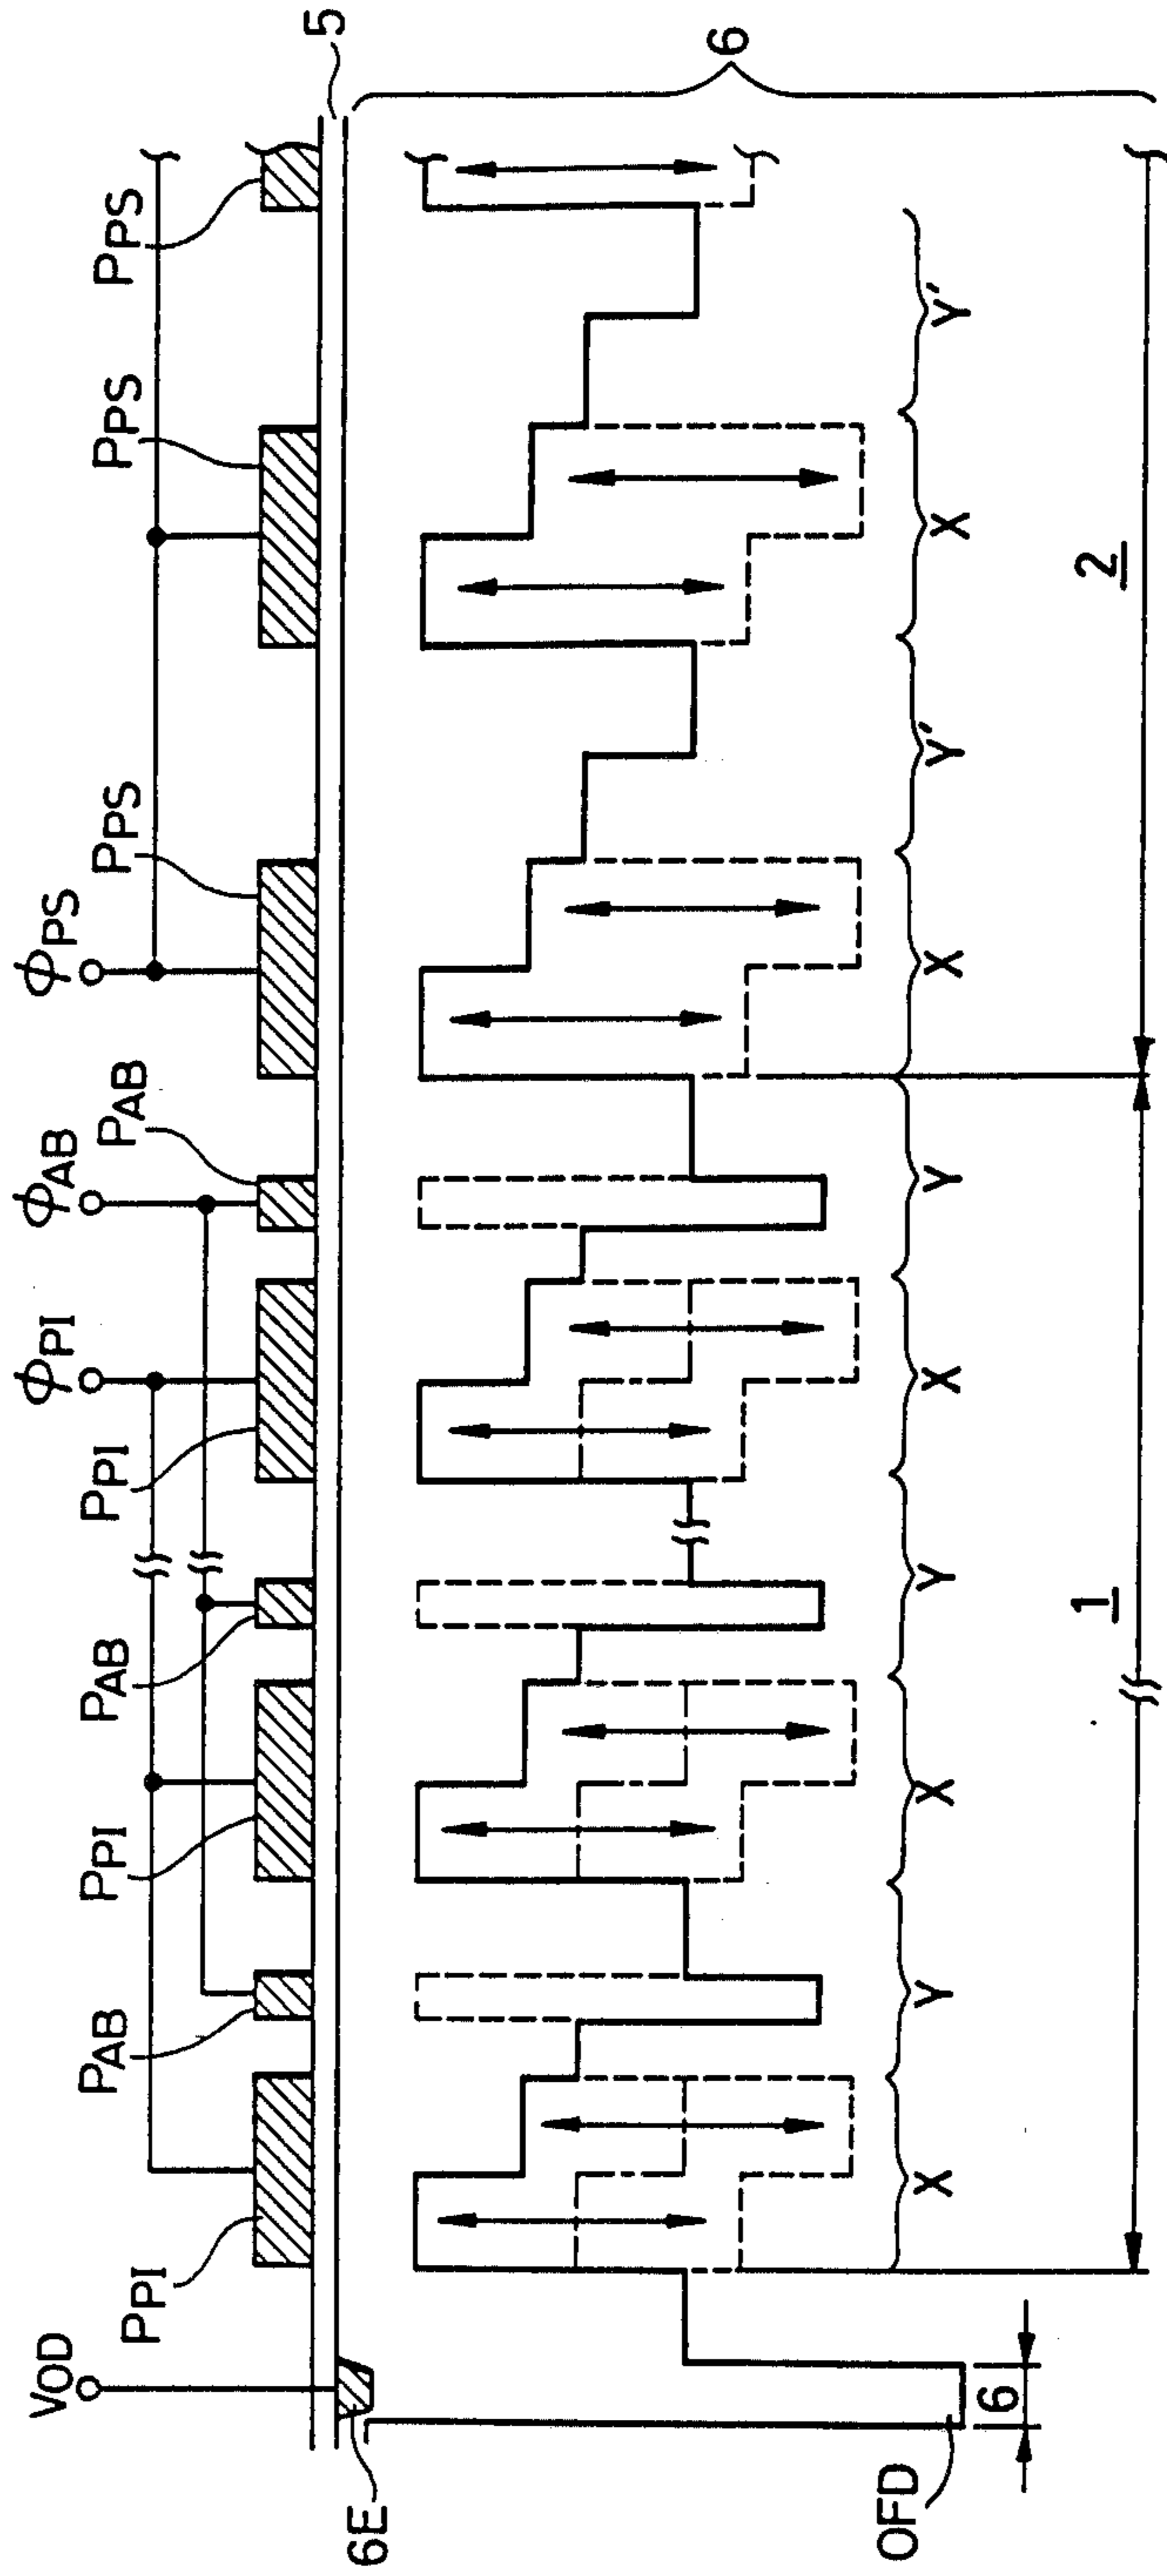 VOD
ϕPI
ϕAB
ϕPS
PPI
PAB
PPI
PAB
PPI
PAB
PPS
PPS
PPS
5
6E
6
OFD
6
X
Y
X
Y
X
Y
X
Y'
X
Y'
1
2